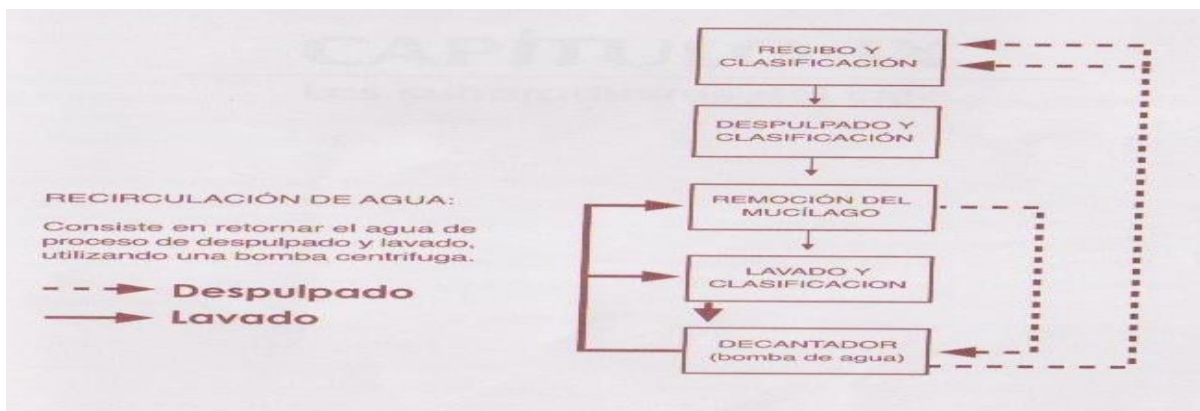 RECIBO Y
CLASIFICACIÓN
DESPULPADO Y
CLASIFICACIÓN
RECIRCULACIÓN DE AGUA:
Consiste en retornar el agua de
proceso de despulpado y lavado,
utilizando una bomba centrifuga.
Despulpado
Lavado
REMOCIÓN DEL
MUCÍLAGO
LAVADO Y
CLASIFICACION
DECANTADOR
(bomba de agua)